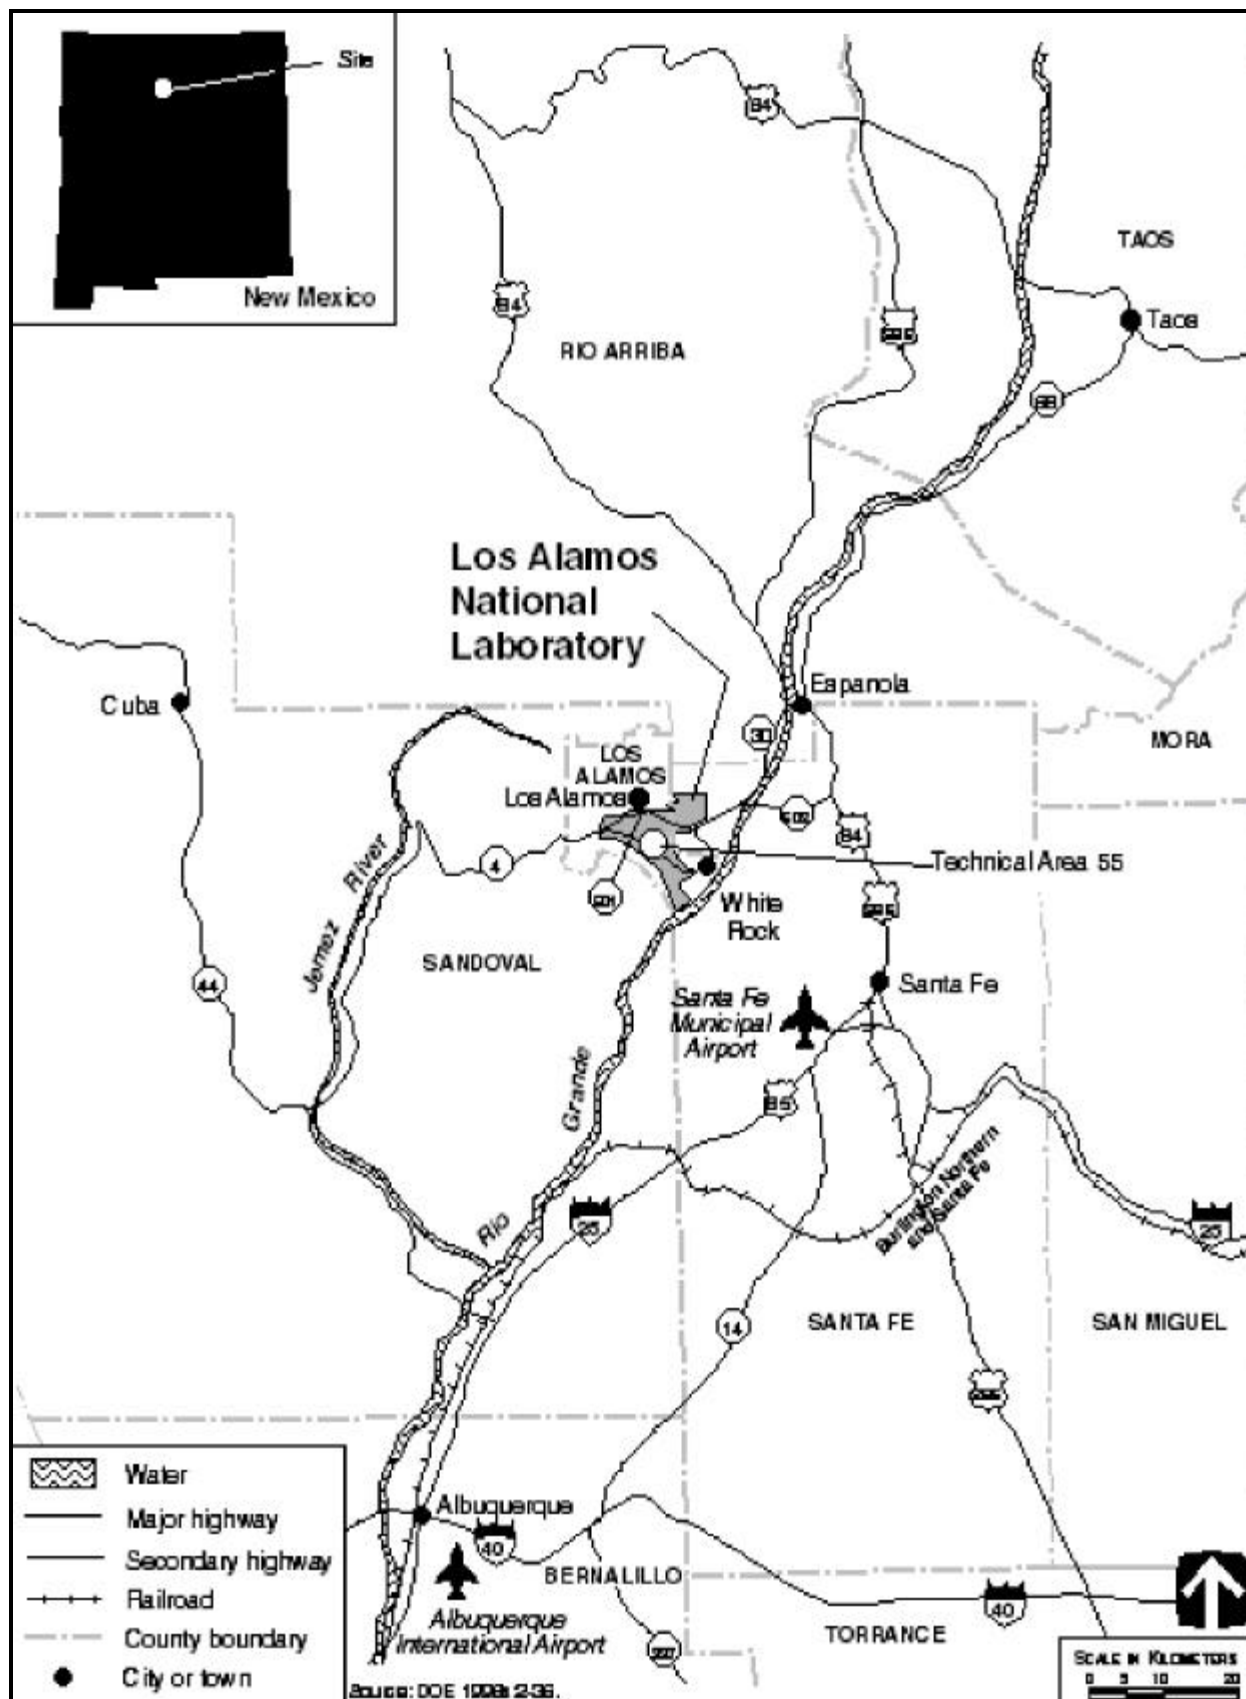 Site
New Mexico
84
TAOS
Taos
84
RIO ARRIBA
285
68
Los Alamos
National
Laboratory
Cuba
Espanola
30
MORA
LOS
ALAMOS
Los Alamos
502
84
4
Technical Area 55
501
White
Rock
285
Jemez River
SANDOVAL
44
Santa Fe
Santa Fe
Municipal
Airport
Rio Grande
85
Burlington Northern
and Santa Fe
25
25
14
SANTA FE
SAN MIGUEL
285
Water
Major highway
Secondary highway
Railroad
County boundary
City or town
Albuquerque
40
BERNALILLO
Albuquerque
International Airport
40
TORRANCE
SCALE IN KILOMETERS
0 5 10 20